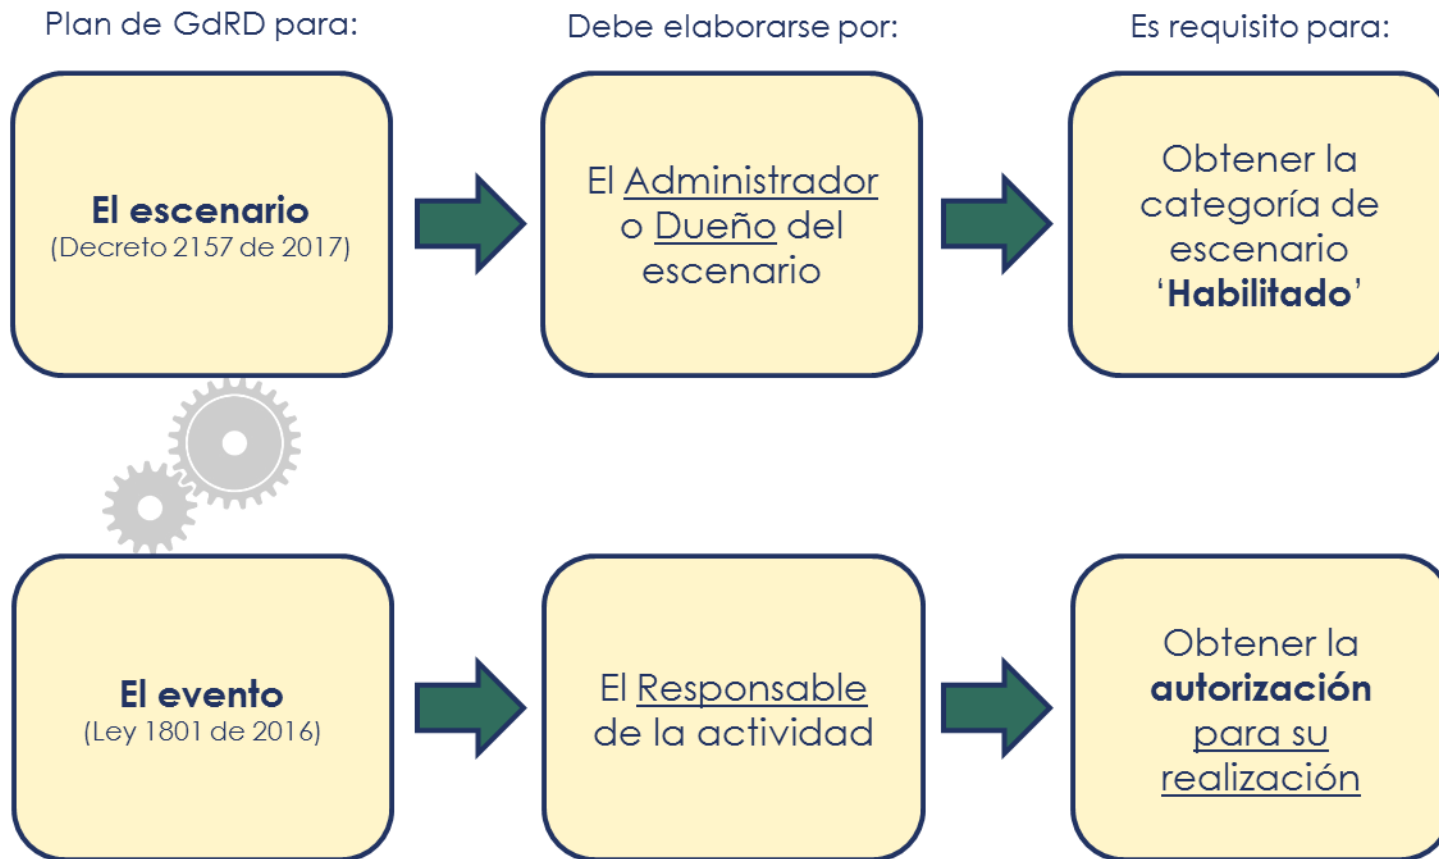 Plan de GdRD para:
Debe elaborarse por:
Es requisito para:
El escenario
(Decreto 2157 de 2017)
El Administrador
o Dueño del
escenario
Obtener la
categoría de
escenario
‘Habilitado’
El evento
(Ley 1801 de 2016)
El Responsable
de la actividad
Obtener la
autorización
para su
realización